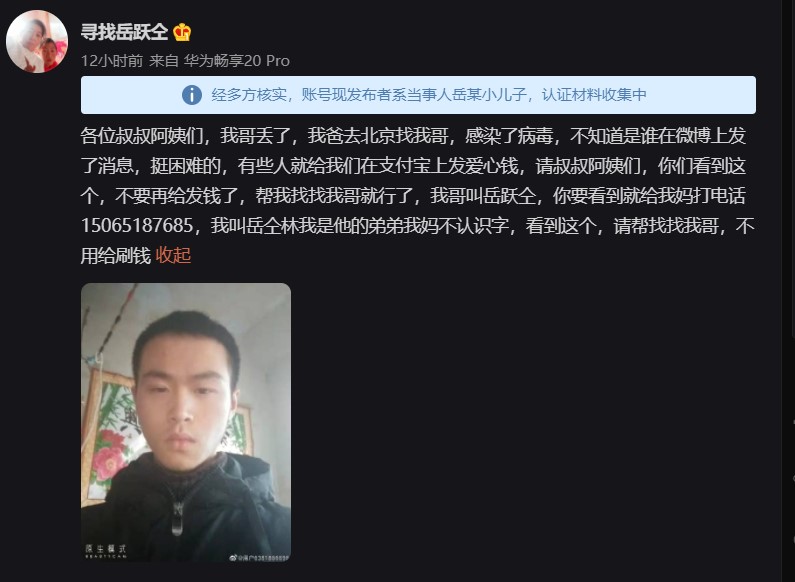 寻找岳跃仝
12小时前 来自 华为畅享20 Pro
经多方核实，账号现发布者系当事人岳某小儿子，认证材料收集中
各位叔叔阿姨们，我哥丢了，我爸去北京找我哥，感染了病毒，不知道是谁在微博上发
了消息，挺困难的，有些人就给我们在支付宝上发爱心钱，请叔叔阿姨们，你们看到这
个，不要再给发钱了，帮我找找我哥就行了，我哥叫岳跃仝，你要看到就给我妈打电话
15065187685，我叫岳仝林我是他的弟弟我妈不认识字，看到这个，请帮找找我哥，不
用给刷钱 收起
原生模式
BEAUTYCAM